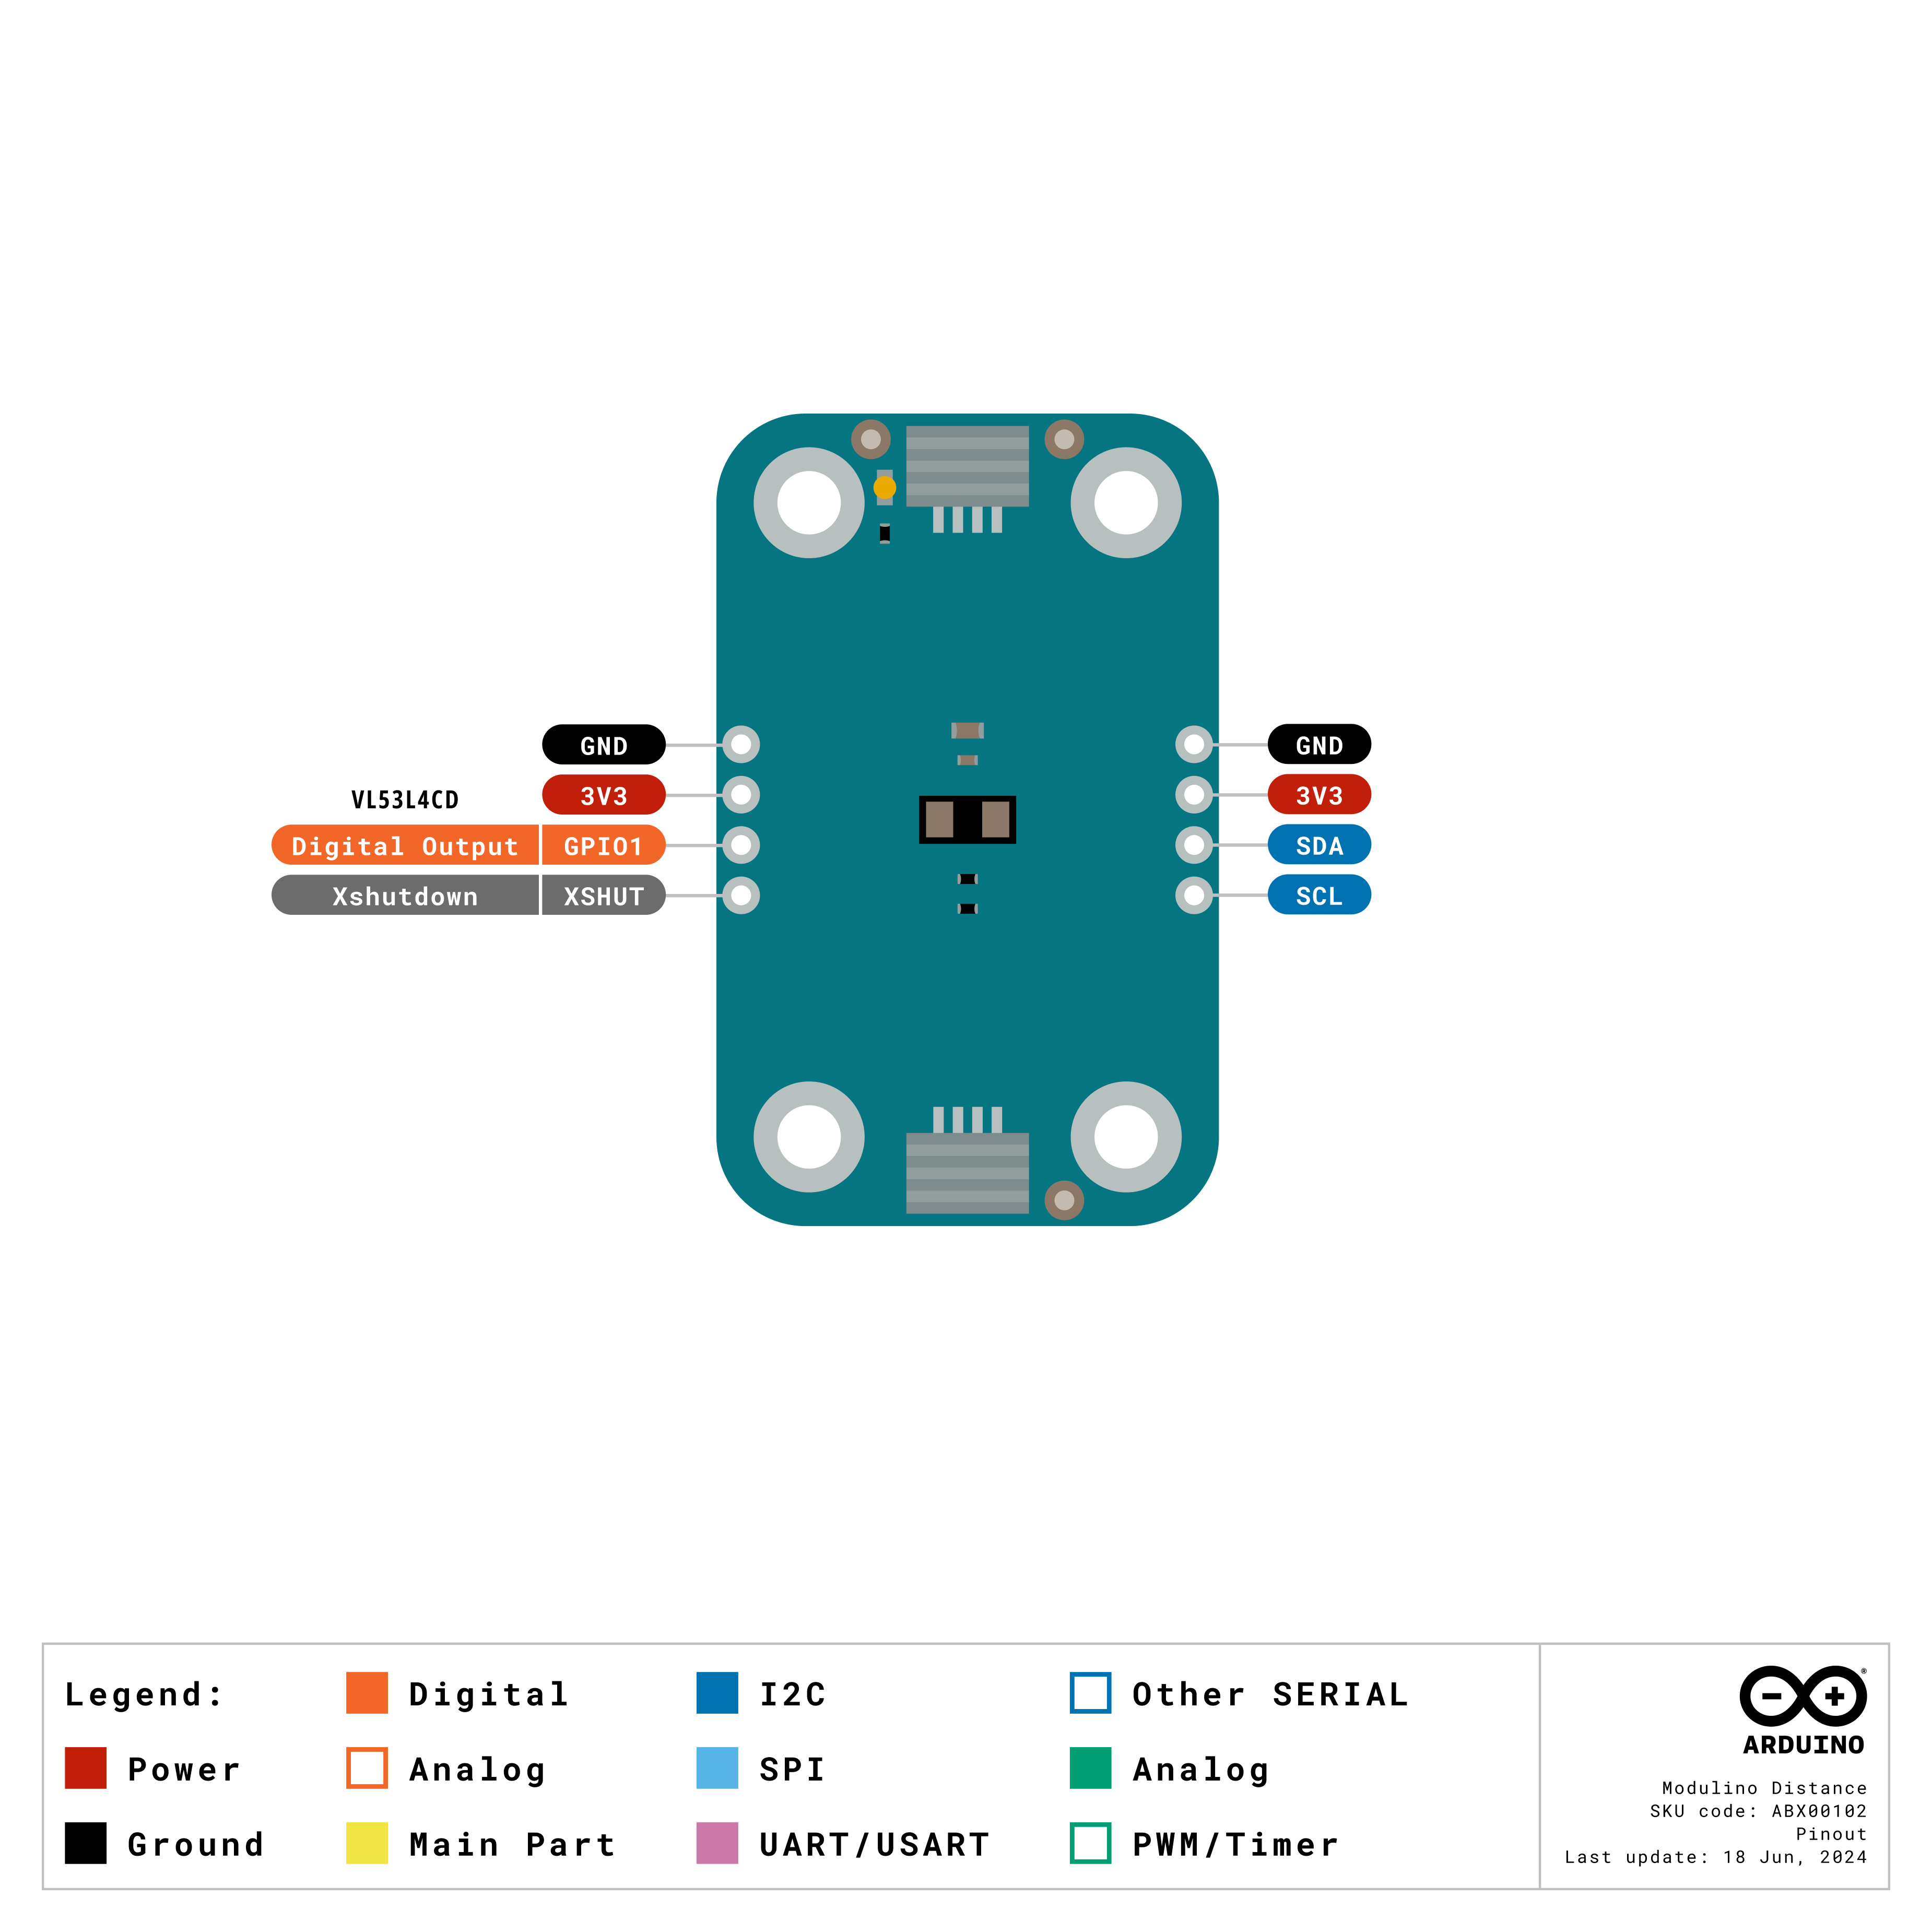 GND
3V3
VL53L4CD
Digital Output GPIO1
Xshutdown XSHUT
GND
3V3
SDA
SCL
Legend:
Power
Ground
Digital
Analog
Main Part
I2C
SPI
UART/USART
Other SERIAL
Analog
PWM/Timer
®
ARDUINO
Modulino Distance
SKU code: ABX00102
Pinout
Last update: 18 Jun, 2024